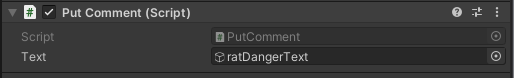 Put Comment (Script)
Script PutComment
Text ratDangerText